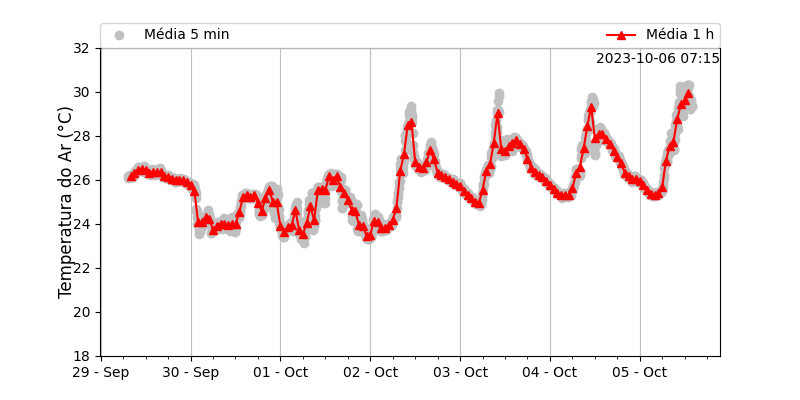 Média 5 min
Média 1 h
2023-10-06 07:15
Temperatura do Ar (°C)
32
30
28
26
24
22
20
18
29 - Sep
30 - Sep
01 - Oct
02 - Oct
03 - Oct
04 - Oct
05 - Oct